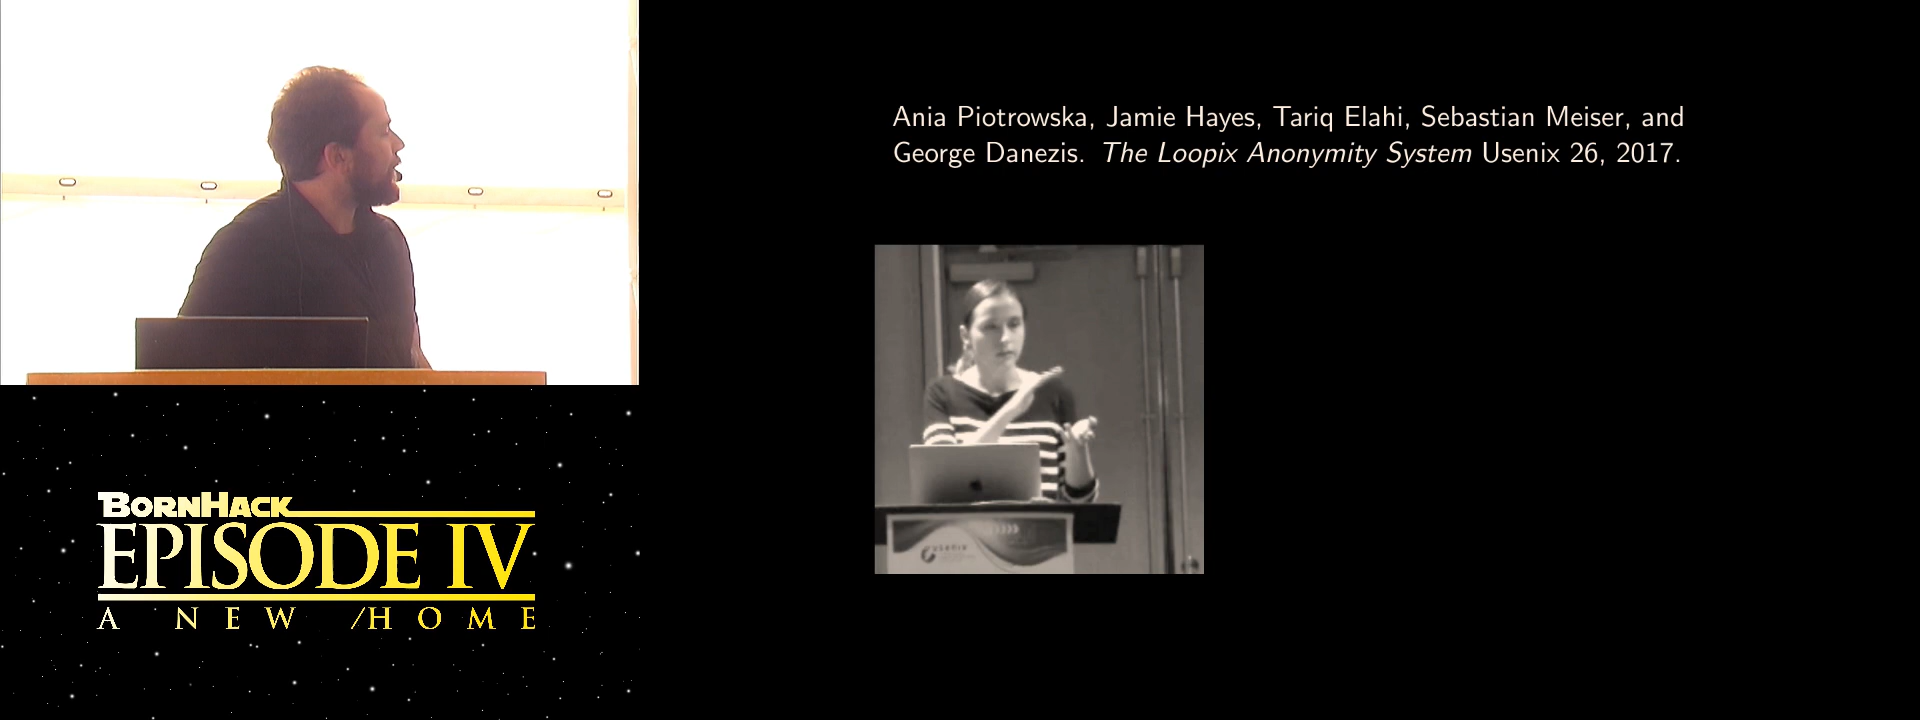 Ania Piotrowska, Jamie Hayes, Tariq Elahi, Sebastian Meiser, and
George Danezis. The Loopix Anonymity System Usenix 26, 2017.
usenix
BORNHACK
EPISODE IV
A NEW /HOME